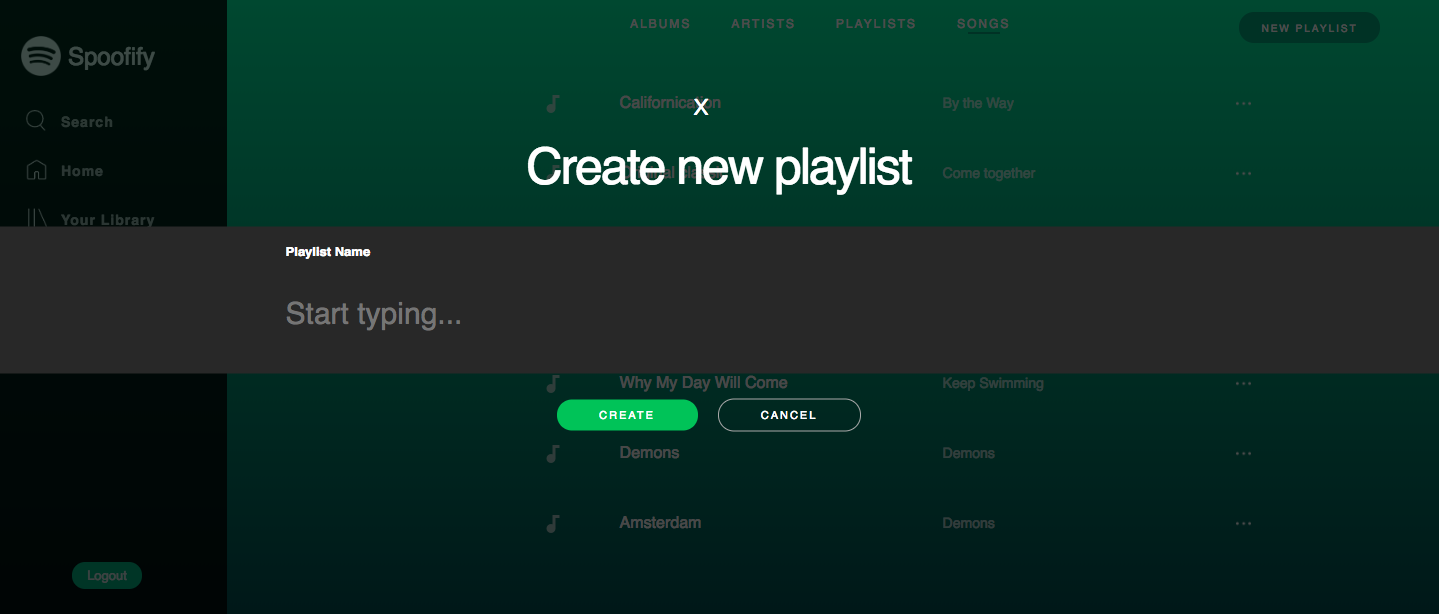 Spoofify
Search
Home
Your Library
Logout
ALBUMS ARTISTS PLAYLISTS SONGS
NEW PLAYLIST
Californication By the Way
X
Create new playlist
Come together
Playlist Name
Start typing...
Why My Day Will Come Keep Swimming
CREATE CANCEL
Demons Demons
Amsterdam Demons